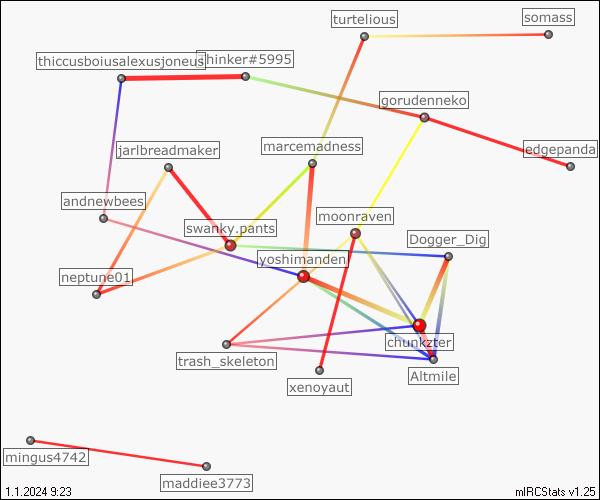 turtelious
somass
thiccusboiusalexusjoneus
Thinker#5995
gorudenneko
jarlbreadmaker
marcemadness
edgepanda
andnewbees
swanky.pants
moonraven
Dogger_Dig
yoshimanden
neptune01
chunkzter
trash_skeleton
Altmile
xenoyaut
mingus4742
maddiee3773
1.1.2024 9:23
mIRCStats v1.25